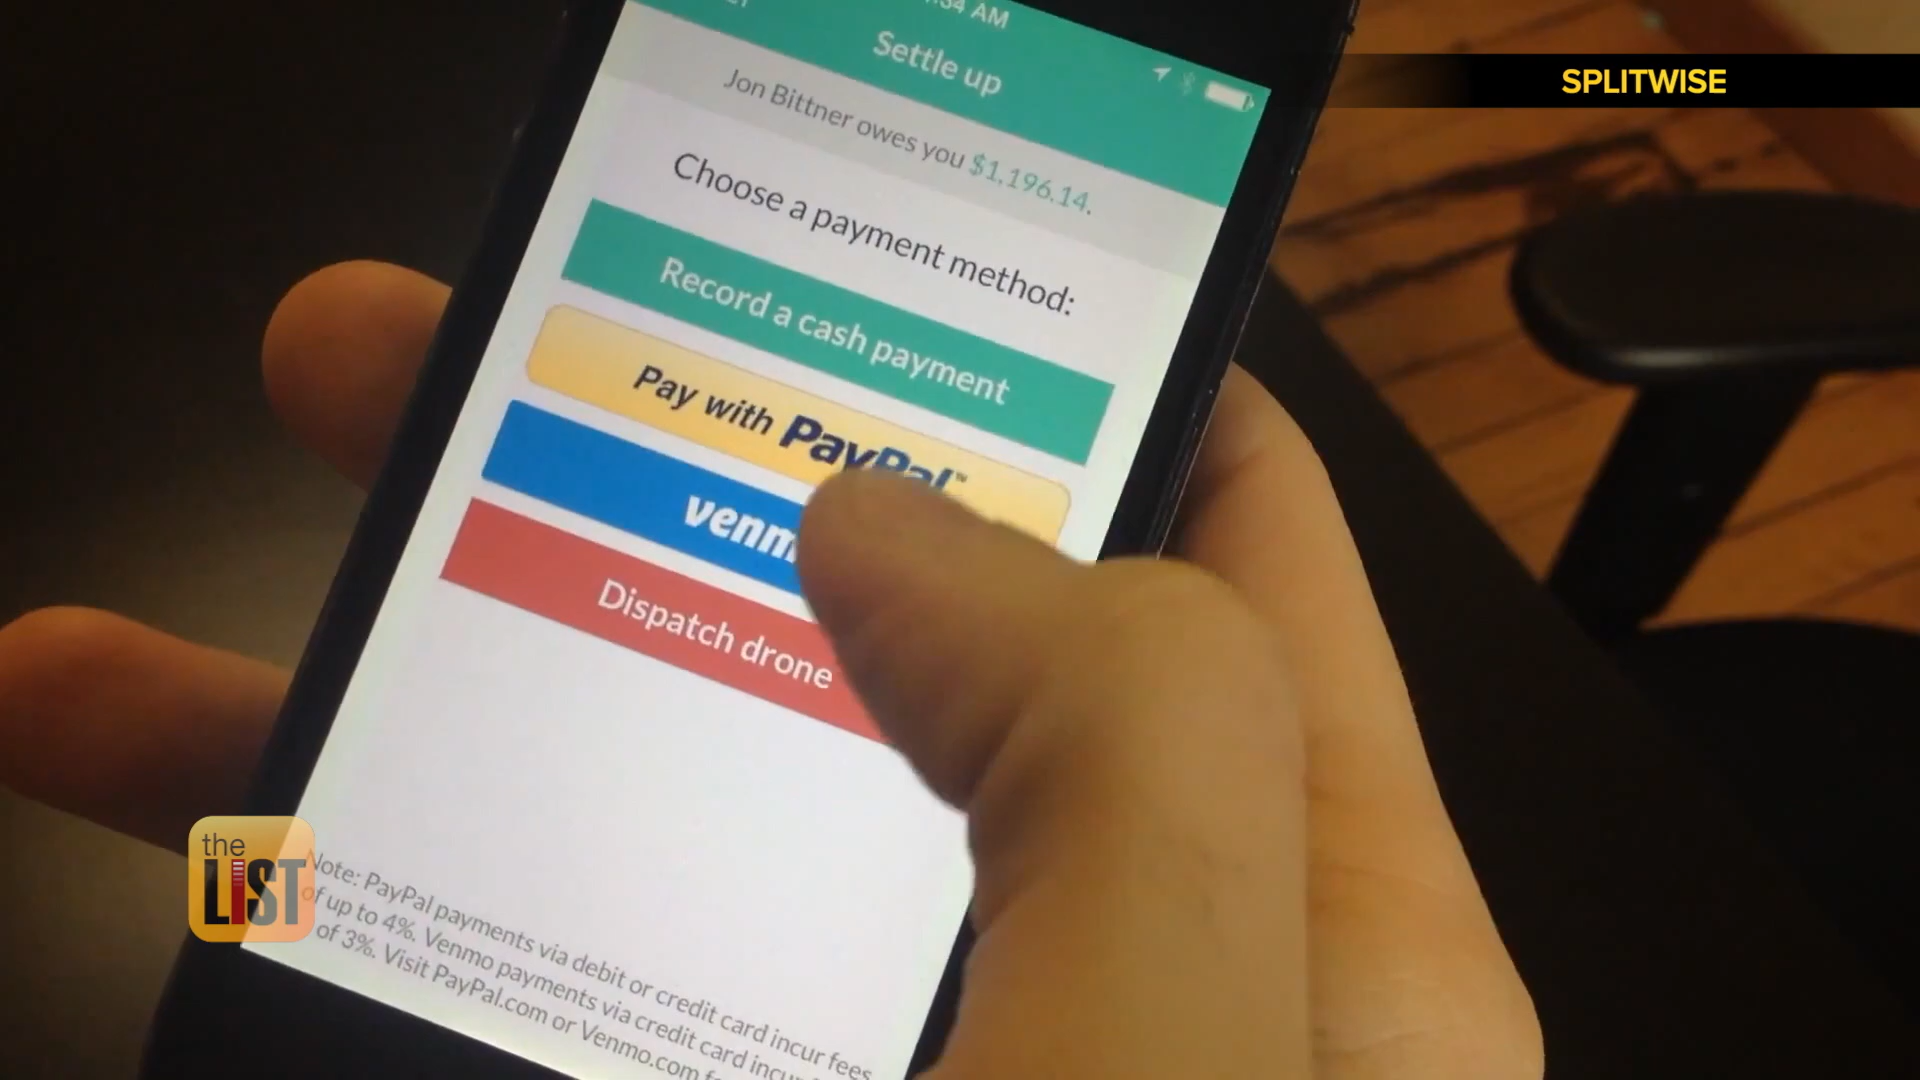 :34 AM
Settle up
SPLITWISE
Jon Bittner owes you $1,196.14.
Choose a payment method:
Record a cash payment
Pay with PayPal™
venm
Dispatch drone
the
LIST
Note: PayPal payments via debit or credit card incur fees
of up to 4%. Venmo payments via credit card incur
of 3%. Visit PayPal.com or Venmo.com